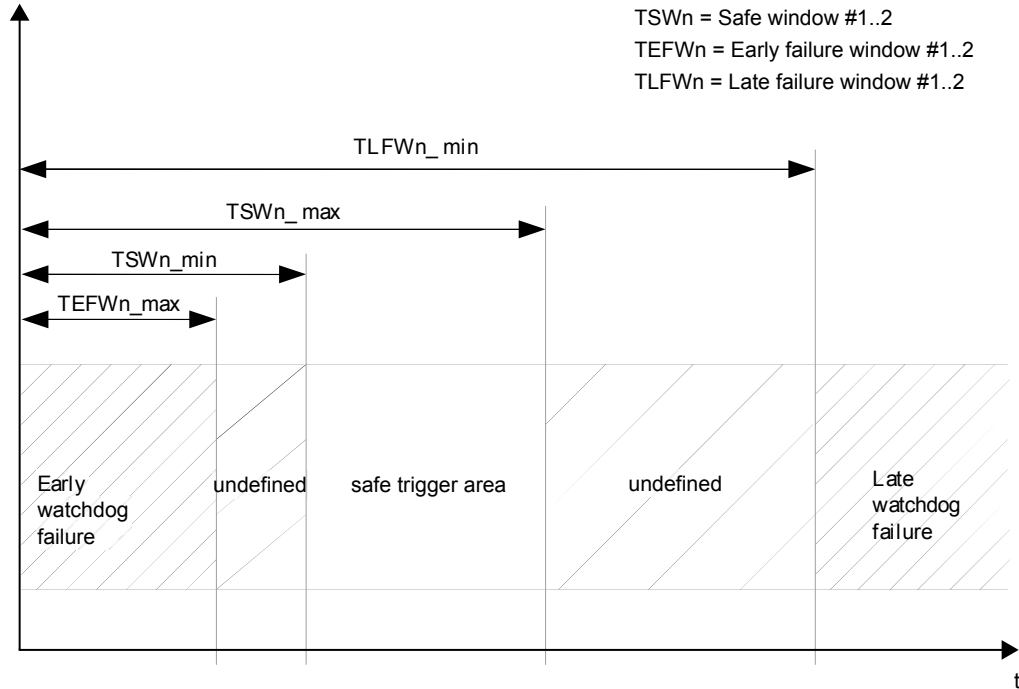 TSWn = Safe window #1..2
TEFWn = Early failure window #1..2
TLFWn = Late failure window #1..2
TLFWn_ min
TSWn_ max
TSWn_min
TEFWn_max
Early
watchdog
failure
undefined
safe trigger area
undefined
Late
watchdog
failure
t